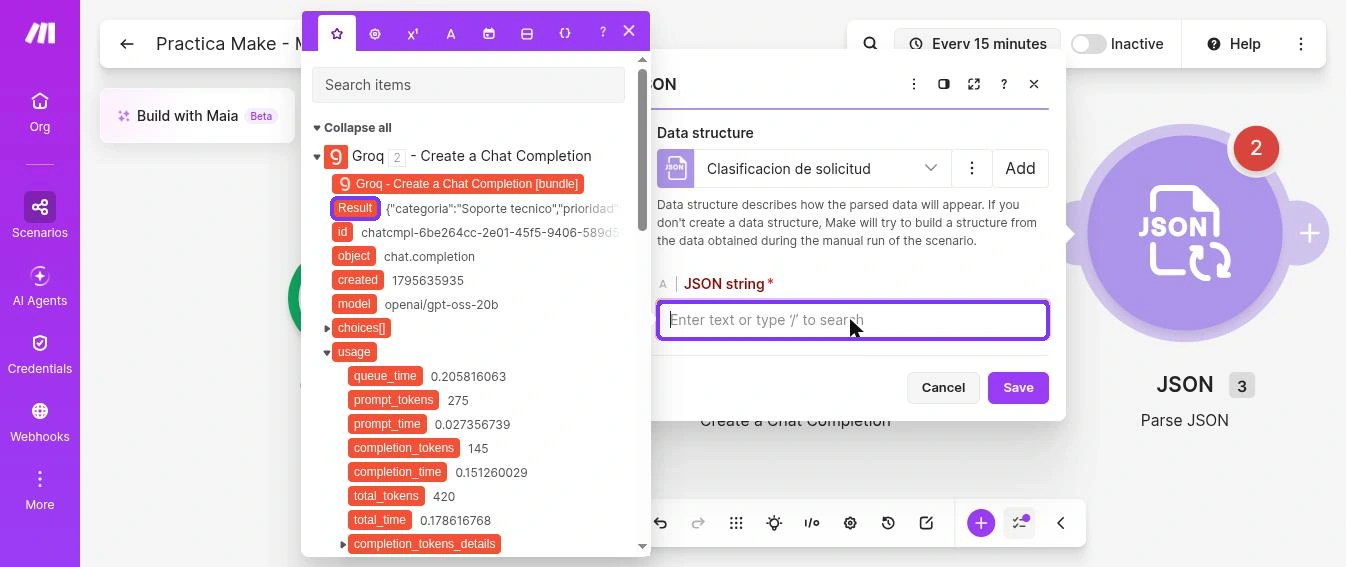 Practica Make - M
Every 15 minutes
Inactive
Help
Build with Maia Beta
Org
Scenarios
AI Agents
Credentials
Webhooks
More
x¹
A
?
Search items
Collapse all
Groq 2 - Create a Chat Completion
Groq - Create a Chat Completion [bundle]
Result {"categoria":"Soporte tecnico","prioridad"
id chatcmpl-6be264cc-2e01-45f5-9406-589d5
object chat.completion
created 1795635935
model openai/gpt-oss-20b
choices[]
usage
queue_time 0.205816063
prompt_tokens 275
prompt_time 0.027356739
completion_tokens 145
completion_time 0.151260029
total_tokens 420
total_time 0.178616768
completion_tokens_details
SON
?
Data structure
JSON
Clasificacion de solicitud
Add
Data structure describes how the parsed data will appear. If you
don't create a data structure, Make will try to build a structure from
the data obtained during the manual run of the scenario.
A JSON string *
Enter text or type '/' to search
Cancel
Save
Create a Chat Completion
2
JSON
JSON 3
Parse JSON